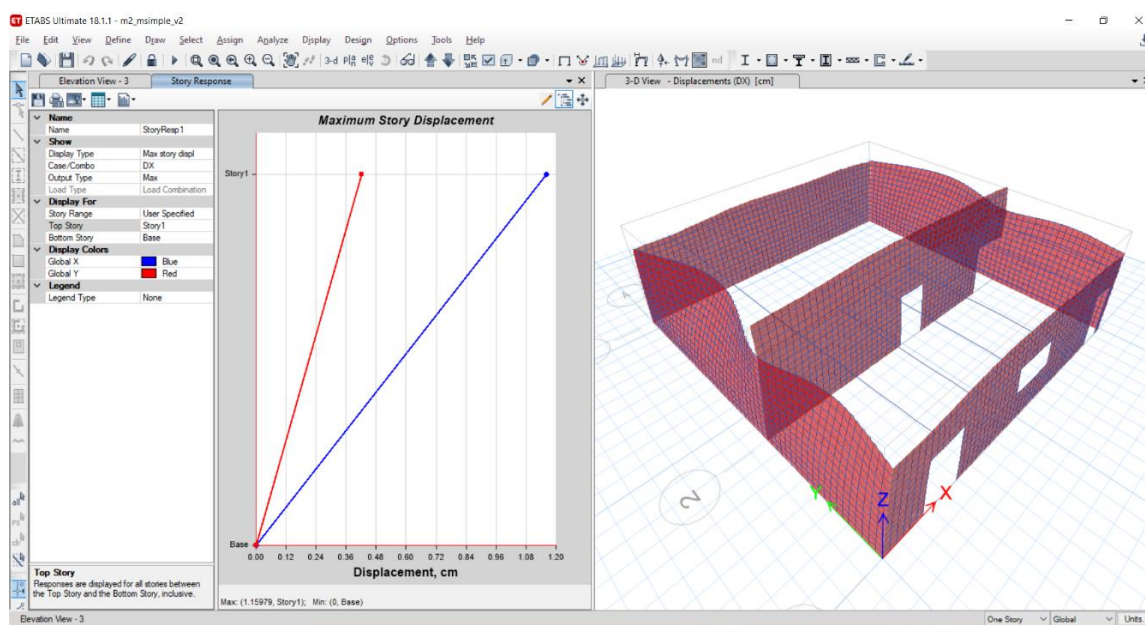 ETABS Ultimate 18.1.1 - m2_msimple_v2
File Edit View Define Draw Select Assign Analyze Display Design Options Tools Help
3-d
nd
Elevation View - 3 Story Response
3-D View - Displacements (DX) [cm]
Name
Name StoryResp1
Show
Display Type Max story displ
Case/Combo DX
Output Type Max
Load Type Load Combination
Display For
Story Range User Specified
Top Story Story1
Bottom Story Base
Display Colors
Global X Blue
Global Y Red
Legend
Legend Type None
Top Story
Responses are displayed for all stories between
the Top Story and the Bottom Story, inclusive.
Maximum Story Displacement
Story1
Base
0.00 0.12 0.24 0.36 0.48 0.60 0.72 0.84 0.96 1.08 1.20
Displacement, cm
Max: (1.15979, Story1); Min: (0, Base)
2
Y Z X
Elevation View - 3 One Story Global Units